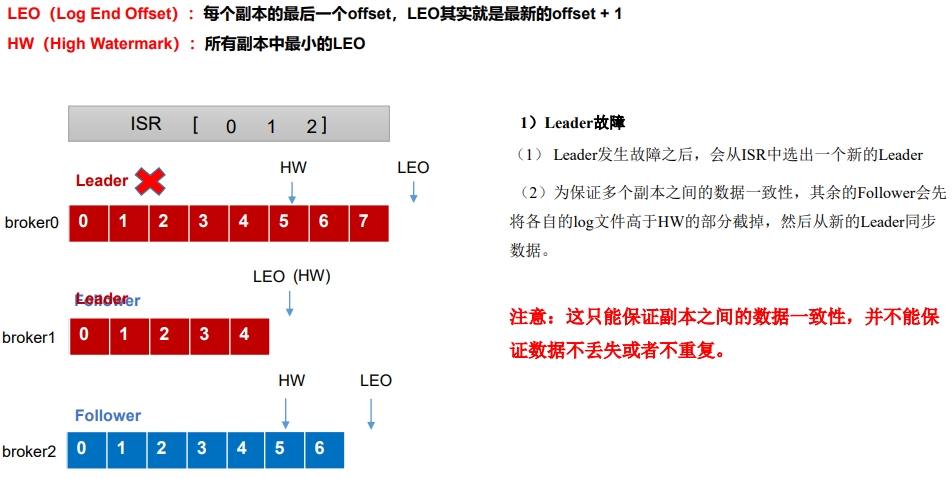 LEO（Log End Offset）：每个副本的最后一个offset，LEO其实就是最新的offset + 1
HW（High Watermark）：所有副本中最小的LEO
ISR [ 0 1 2 ]
HW LEO
Leader
broker0 0 1 2 3 4 5 6 7
LEO (HW)
Leader
Follower
broker1 0 1 2 3 4
HW LEO
Follower
broker2 0 1 2 3 4 5 6
1）Leader故障
（1） Leader发生故障之后，会从ISR中选出一个新的Leader
（2）为保证多个副本之间的数据一致性，其余的Follower会先
将各自的log文件高于HW的部分截掉，然后从新的Leader同步
数据。
注意：这只能保证副本之间的数据一致性，并不能保
证数据不丢失或者不重复。